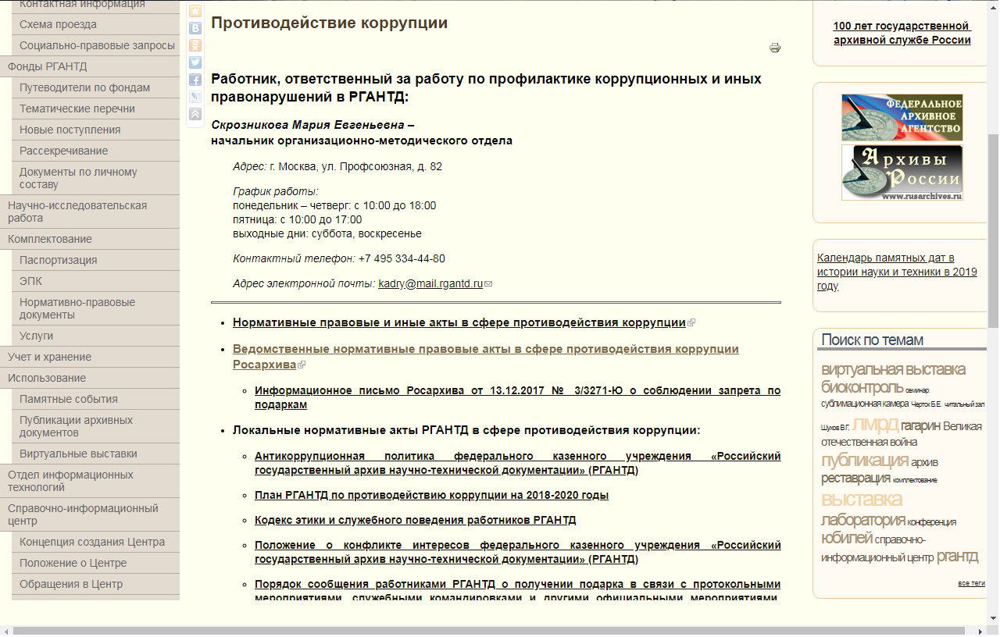 Контактная информация
Схема проезда
Социально-правовые запросы
Фонды РГАНТД
Путеводители по фондам
Тематические перечни
Новые поступления
Рассекречивание
Документы по личному
составу
Научно-исследовательская
работа
Комплектование
Паспортизация
ЭПК
Нормативно-правовые
документы
Услуги
Учет и хранение
Использование
Памятные события
Публикации архивных
документов
Виртуальные выставки
Отдел информационных
технологий
Справочно-информационный
центр
Концепция создания Центра
Положение о Центре
Обращения в Центр
Противодействие коррупции
Работник, ответственный за работу по профилактике коррупционных и иных
правонарушений в РГАНТД:
Скрозникова Мария Евгеньевна –
начальник организационно-методического отдела
Адрес: г. Москва, ул. Профсоюзная, д. 82
График работы:
понедельник – четверг: с 10:00 до 18:00
пятница: с 10:00 до 17:00
выходные дни: суббота, воскресенье
Контактный телефон: +7 495 334-44-80
Адрес электронной почты: kadry@mail.rgantd.ru
Нормативные правовые и иные акты в сфере противодействия коррупции
Ведомственные нормативные правовые акты в сфере противодействия коррупции
Росархива
Информационное письмо Росархива от 13.12.2017 № 3/3271-Ю о соблюдении запрета по
подаркам
Локальные нормативные акты РГАНТД в сфере противодействия коррупции:
Антикоррупционная политика федерального казенного учреждения «Российский
государственный архив научно-технической документации» (РГАНТД)
План РГАНТД по противодействию коррупции на 2018-2020 годы
Кодекс этики и служебного поведения работников РГАНТД
Положение о конфликте интересов федерального казенного учреждения «Российский
государственный архив научно-технической документации» (РГАНТД)
Порядок сообщения работниками РГАНТД о получении подарка в связи с протокольными
мероприятиями, служебными командировками и другими официальными мероприятиями,
100 лет государственной
архивной службе России
ФЕДЕРАЛЬНОЕ
АРХИВНОЕ
АГЕНТСТВО
Архивы
России
www.rusarchives.ru
Календарь памятных дат в
истории науки и техники в 2019
году
Поиск по темам
виртуальная выставка
биоконтроль семинар
сублимационная камера Черток Б.Е. читальный зал
Шухов В.Г. лмрд гагарин Великая
отечественная война
публикация архив
реставрация комплектование
выставка
лаборатория конференция
юбилей справочно-
информационный центр ргантд
все теги